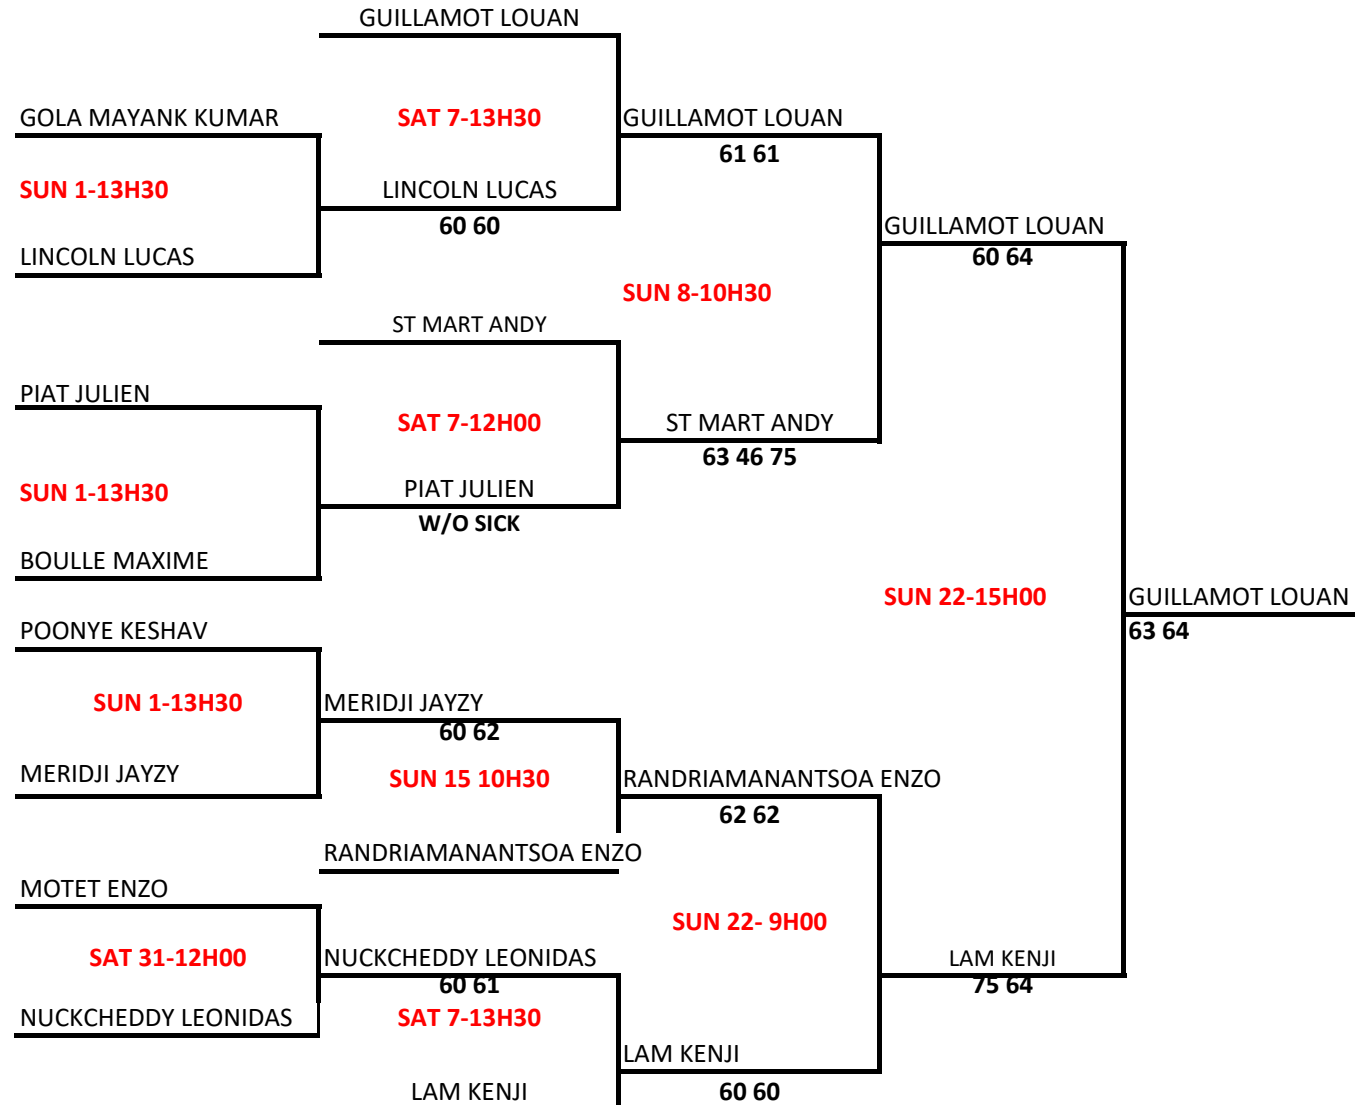 GUILLAMOT LOUAN
GOLA MAYANK KUMAR
SAT 7-13H30
GUILLAMOT LOUAN
61 61
SUN 1-13H30
LINCOLN LUCAS
60 60
GUILLAMOT LOUAN
60 64
LINCOLN LUCAS
SUN 8-10H30
ST MART ANDY
PIAT JULIEN
SAT 7-12H00
ST MART ANDY
63 46 75
SUN 1-13H30
PIAT JULIEN
W/O SICK
BOULLE MAXIME
SUN 22-15H00
GUILLAMOT LOUAN
63 64
POONYE KESHAV
SUN 1-13H30
MERIDJI JAYZY
60 62
MERIDJI JAYZY
SUN 15 10H30
RANDRIAMANANTSOA ENZO
62 62
RANDRIAMANANTSOA ENZO
MOTET ENZO
SUN 22- 9H00
SAT 31-12H00
NUCKCHEDDY LEONIDAS
60 61
LAM KENJI
75 64
NUCKCHEDDY LEONIDAS
SAT 7-13H30
LAM KENJI
60 60
LAM KENJI